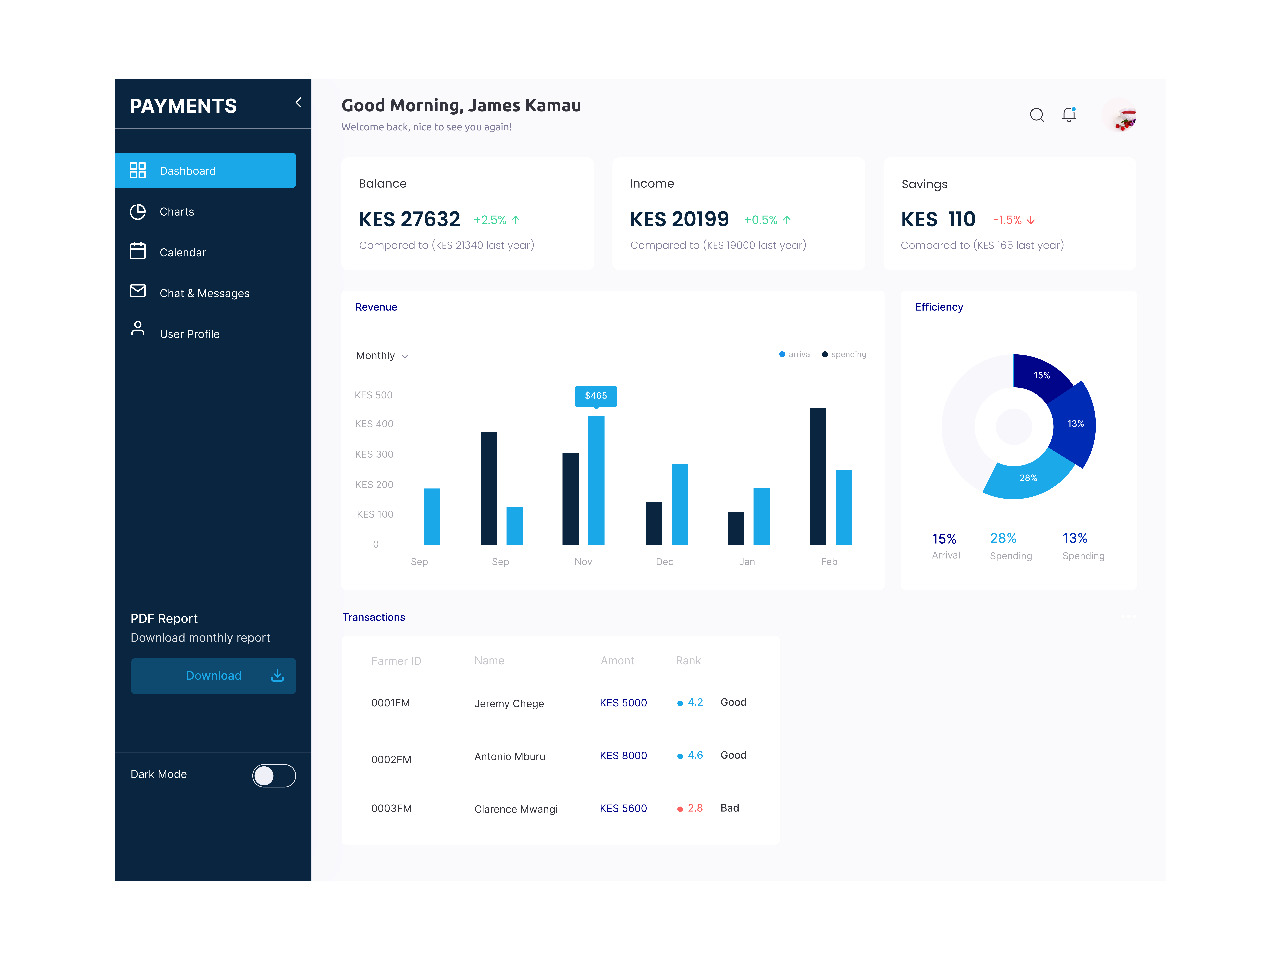 PAYMENTS
Dashboard
Charts
Calendar
Chat & Messages
User Profile
PDF Report
Download monthly report
Download
Dark Mode
Good Morning, James Kamau
Welcome back, nice to see you again!
Balance
KES 27632 +2.5%
Compared to (KES 21340 last year)
Income
KES 20199 +0.5%
Compared to (KES 19000 last year)
Savings
KES 110 -1.5%
Compared to (KES 165 last year)
Revenue
Monthly
arrival spending
KES 500
KES 400
KES 300
KES 200
KES 100
0
$465
Sep Sep Nov Dec Jan Feb
Efficiency
15%
13%
28%
15% 28% 13%
Arrival Spending Spending
Transactions
Farmer ID Name Amont Rank
0001FM Jeremy Chege KES 5000 4.2 Good
0002FM Antonio Mburu KES 8000 4.6 Good
0003FM Clarence Mwangi KES 5600 2.8 Bad